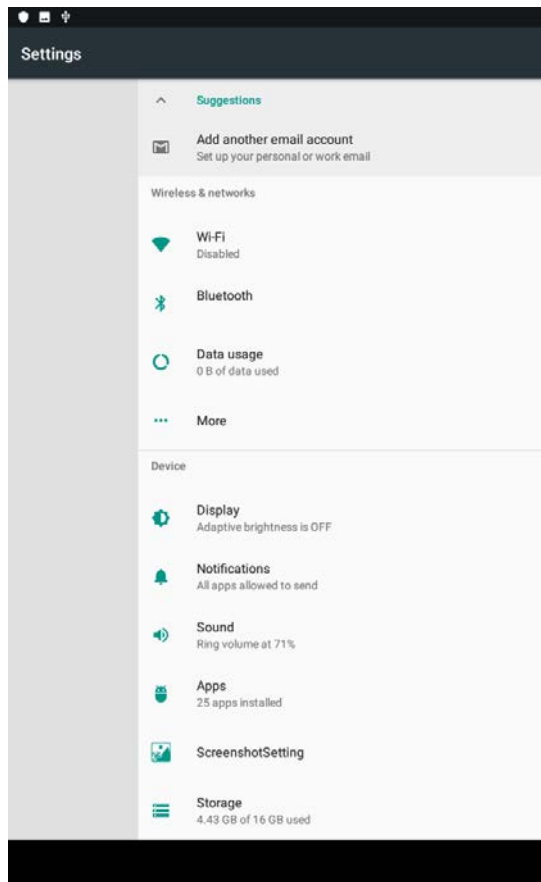 Settings
Suggestions
Add another email account
Set up your personal or work email
Wireless & networks
Wi-Fi
Disabled
Bluetooth
Data usage
0 B of data used
More
Device
Display
Adaptive brightness is OFF
Notifications
All apps allowed to send
Sound
Ring volume at 71%
Apps
25 apps installed
ScreenshotSetting
Storage
4.43 GB of 16 GB used